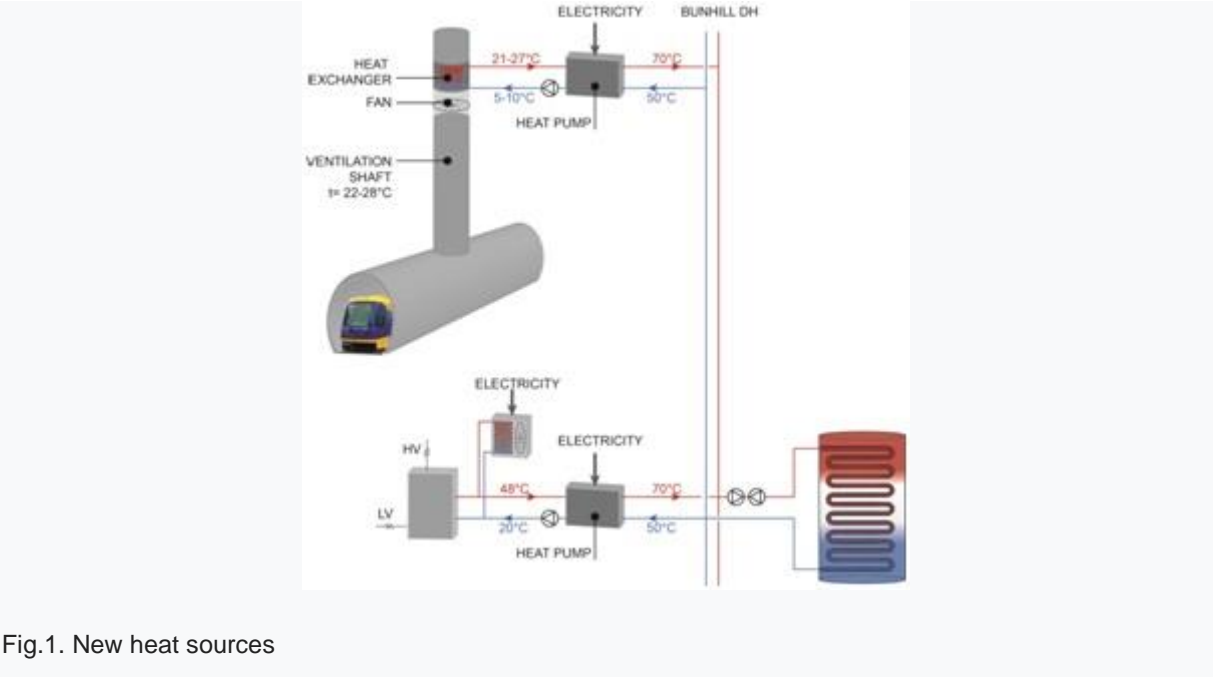 ELECTRICITY
BUNHILL DH
HEAT
EXCHANGER
21-27°C
70°C
FAN
5-10°C
50°C
HEAT PUMP
VENTILATION
SHAFT
t= 22-28°C
ELECTRICITY
HV
ELECTRICITY
48°C
70°C
LV
20°C
50°C
HEAT PUMP
Fig.1. New heat sources